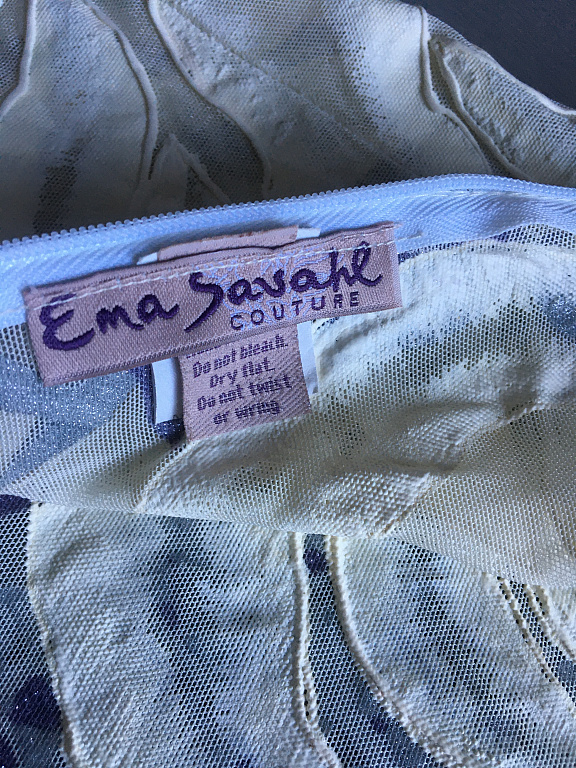 Ema Savahl
COUTURE
Do not bleach.
Dry flat.
Do not twist
or wring